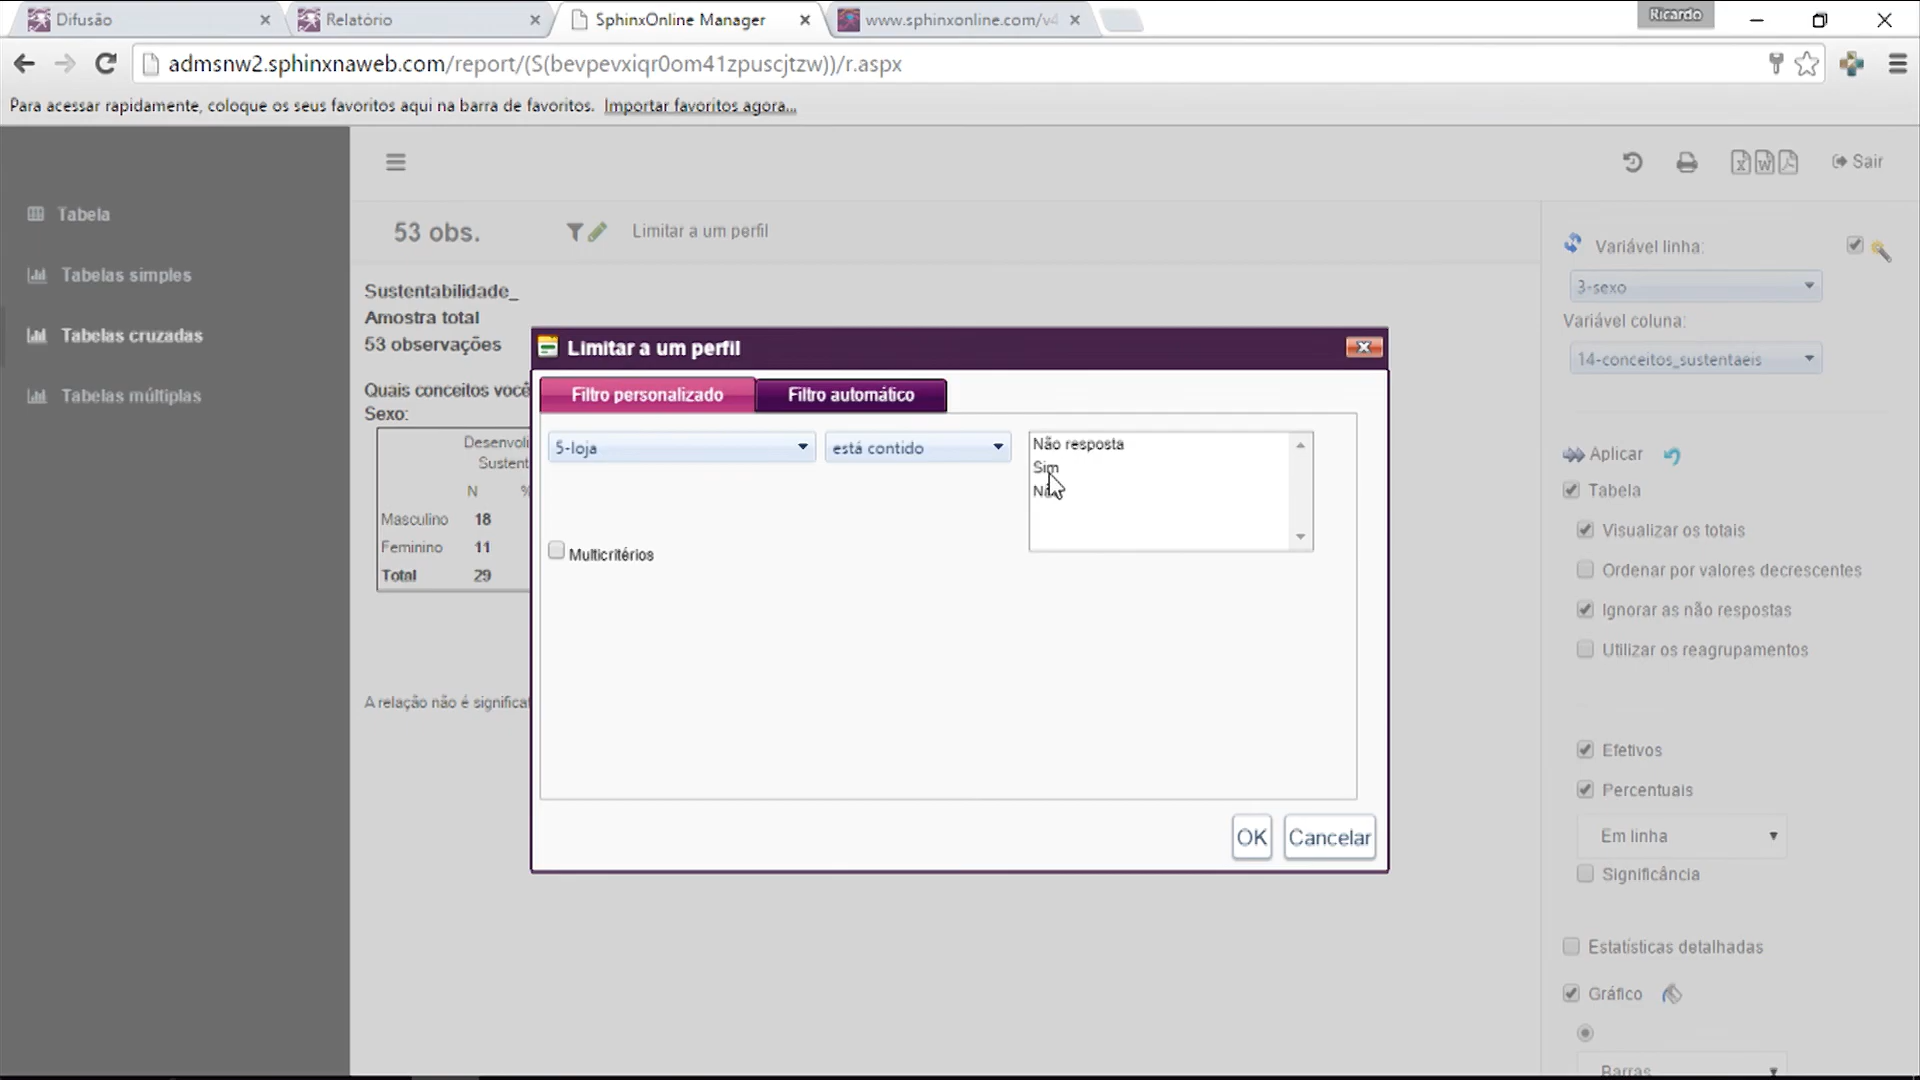 Difusão
Relatório
SphinxOnline Manager
www.sphinxonline.com/v4
Ricardo
admsnw2.sphinxnaweb.com/report/(S(bevpevxiqr0om41zpuscjtzw))/r.aspx
Para acessar rapidamente, coloque os seus favoritos aqui na barra de favoritos. Importar favoritos agora...
Tabela
Tabelas simples
Tabelas cruzadas
Tabelas múltiplas
Sair
53 obs.
Limitar a um perfil
Sustentabilidade_
Amostra total
53 observações
Quais conceitos você
Sexo:
Desenvol
Sustent
N %
Masculino 18
Feminino 11
Total 29
A relação não é significat
Limitar a um perfil
Filtro personalizado
Filtro automático
5-loja
está contido
Não resposta
Sim
Multicritérios
OK
Cancelar
Variável linha:
3-sexo
Variável coluna:
14-conceitos_sustentaeis
Aplicar
Tabela
Visualizar os totais
Ordenar por valores decrescentes
Ignorar as não respostas
Utilizar os reagrupamentos
Efetivos
Percentuais
Em linha
Significância
Estatísticas detalhadas
Gráfico
Barras